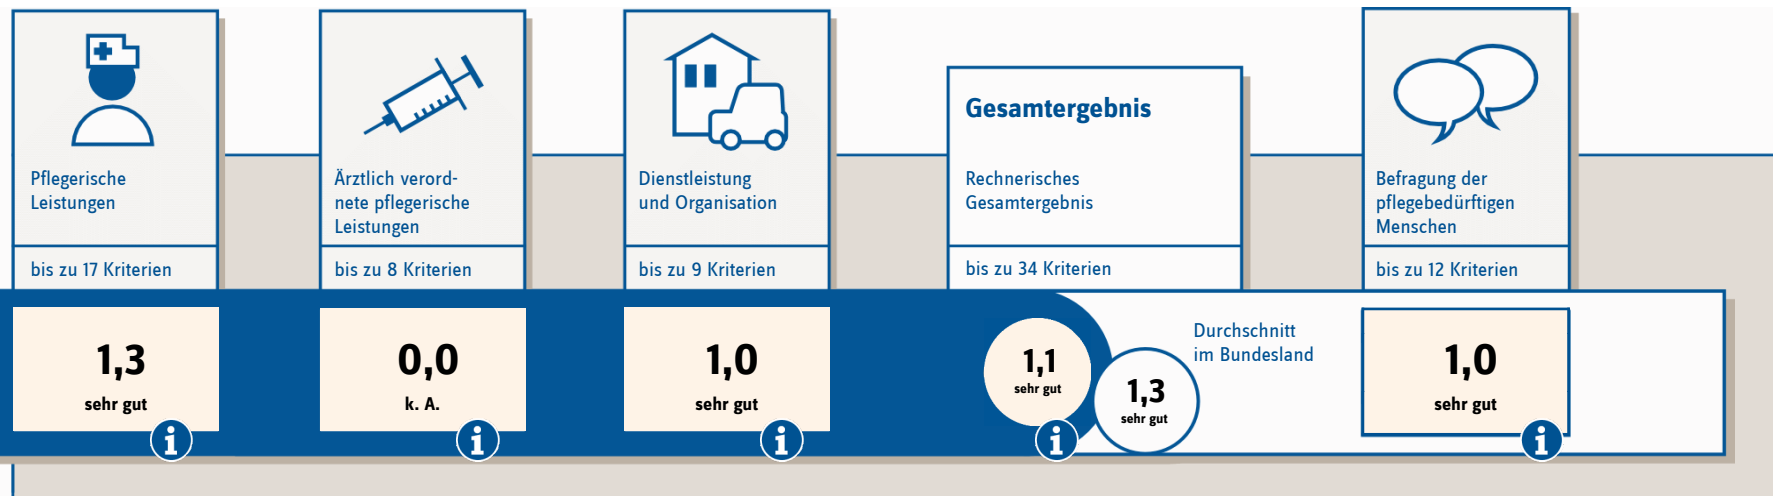 Pflegerische
Leistungen
bis zu 17 Kriterien
1,3
sehr gut
i
Ärztlich verord-
nete pflegerische
Leistungen
bis zu 8 Kriterien
0,0
k. A.
i
Dienstleistung
und Organisation
bis zu 9 Kriterien
1,0
sehr gut
i
Gesamtergebnis
Rechnerisches
Gesamtergebnis
bis zu 34 Kriterien
1,1
sehr gut
i
1,3
sehr gut
Durchschnitt
im Bundesland
Befragung der
pflegebedürftigen
Menschen
bis zu 12 Kriterien
1,0
sehr gut
i